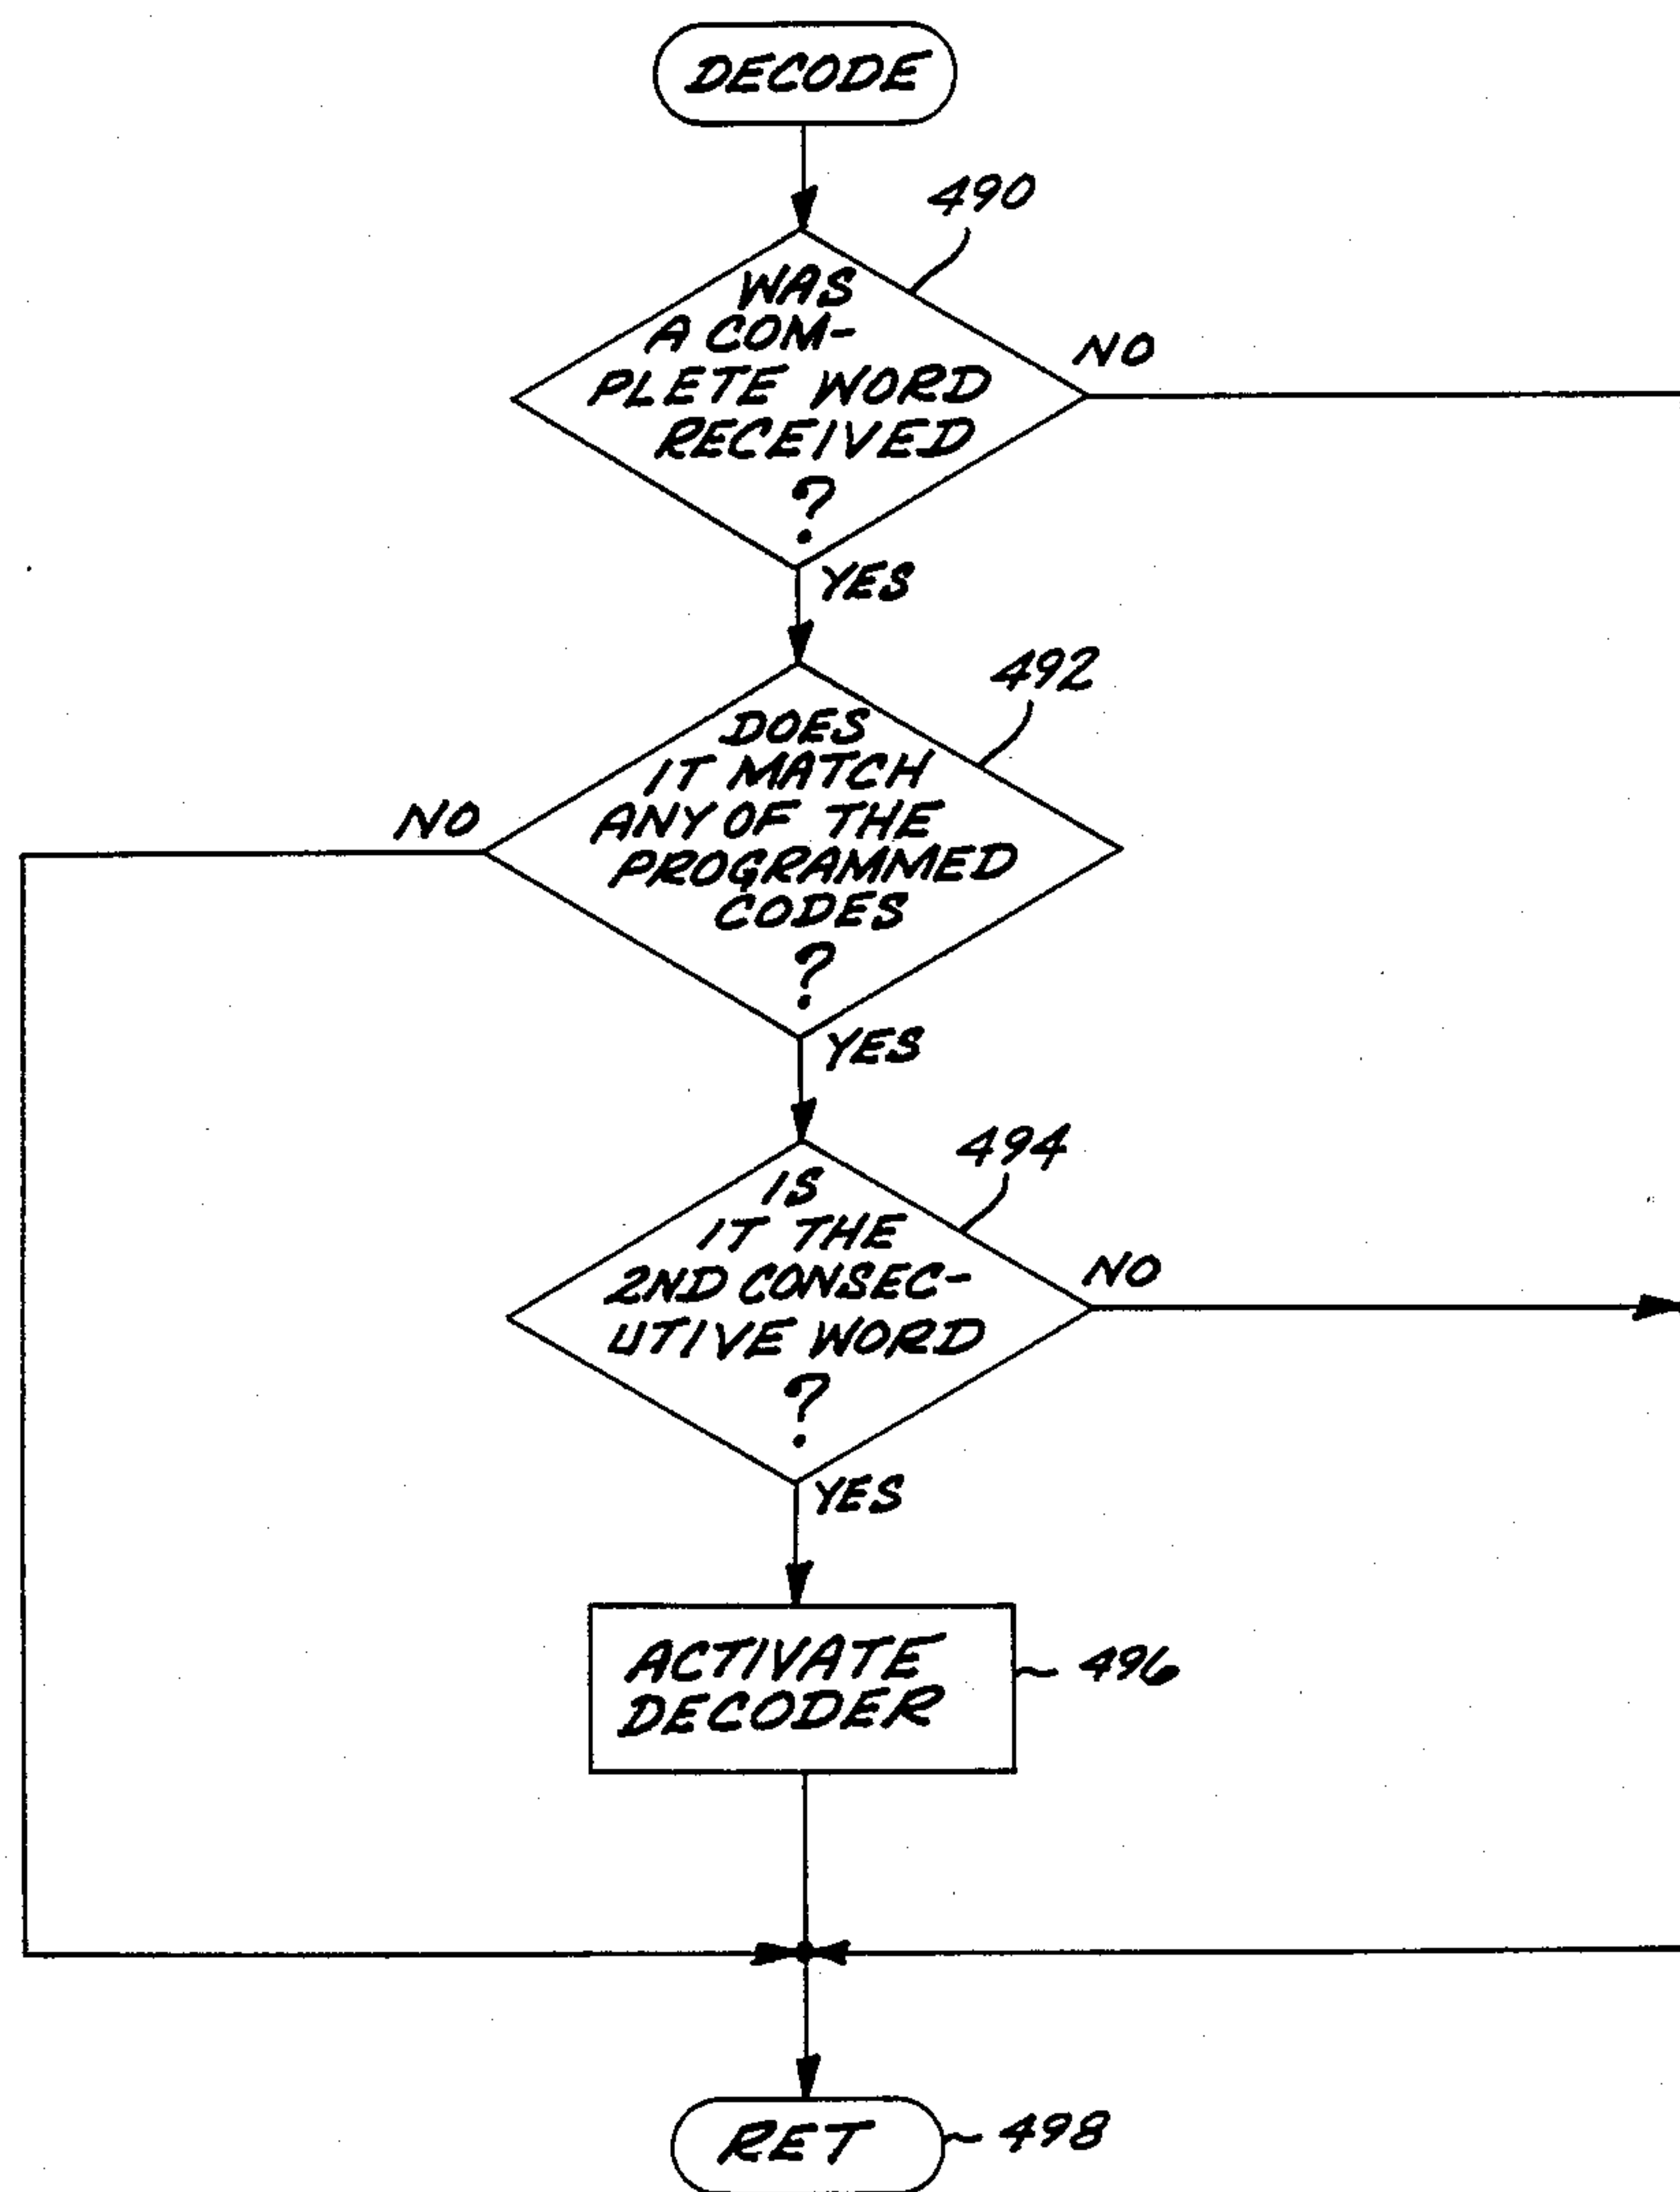 DECODE
490
WAS
A COM-
PLETE WORD
RECEIVED
?
NO
YES
492
DOES
IT MATCH
ANY OF THE
PROGRAMMED
CODES
?
NO
YES
494
IS
IT THE
2ND CONSEC-
UTIVE WORD
?
NO
YES
ACTIVATE
DECODER
496
RET
498